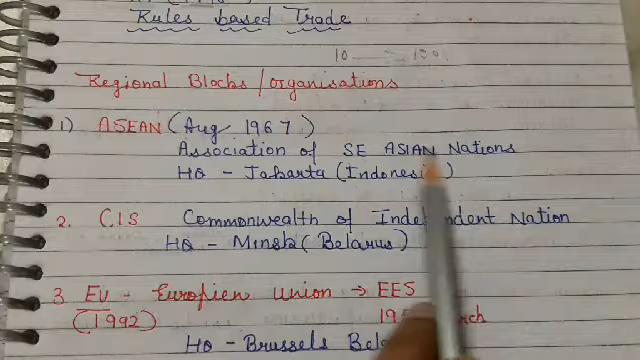 Rules based Trade
10 100
Regional Blocks/organisations
1) ASEAN (Aug 1967)
Association of SE ASIAN Nations
HQ - Jakarta (Indonesia)
2. CIS Commonwealth of Independent Nation
HQ - Minsk (Belarus)
3 EU - Europien Union → EES
(1992)
HQ - Brussels